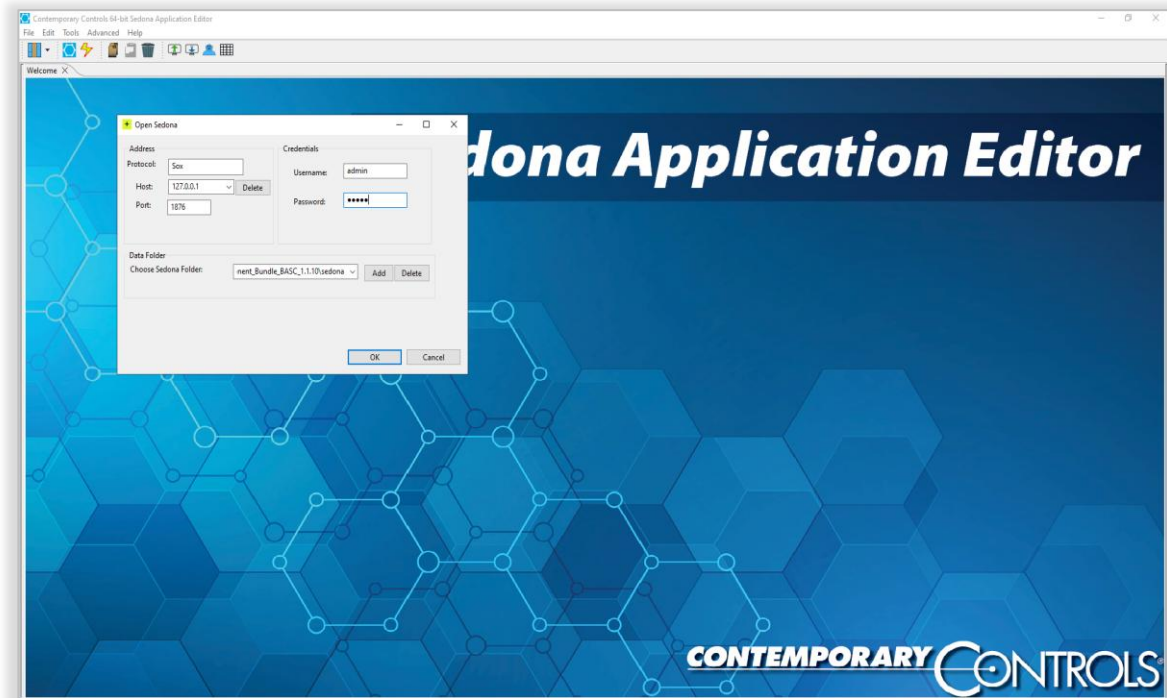 Contemporary Controls 64-bit Sedona Application Editor
File Edit Tools Advanced Help
Welcome
Open Sedona
Address
Protocol: Sox
Host: 127.0.0.1 Delete
Port: 1876
Credentials
Username: admin
Password: •••••
Data Folder
Choose Sedona Folder: nent_Bundle_BASC_1.1.10\sedona Add Delete
OK Cancel
dona Application Editor
CONTEMPORARY CONTROLS®